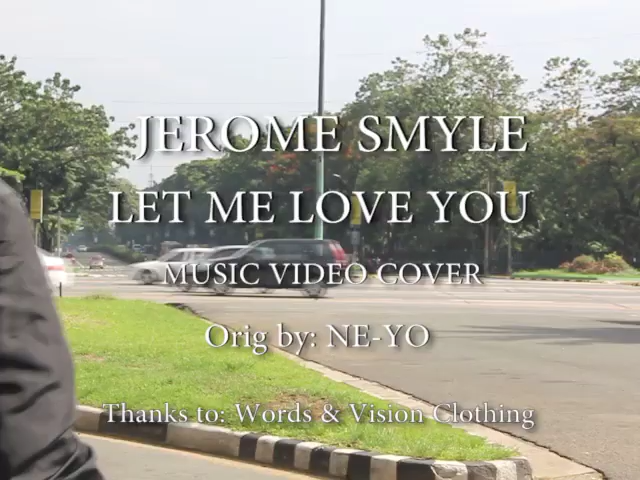 JEROME SMYLE
LET ME LOVE YOU
MUSIC VIDEO COVER
Orig by: NE-YO
Thanks to: Words & Vision Clothing